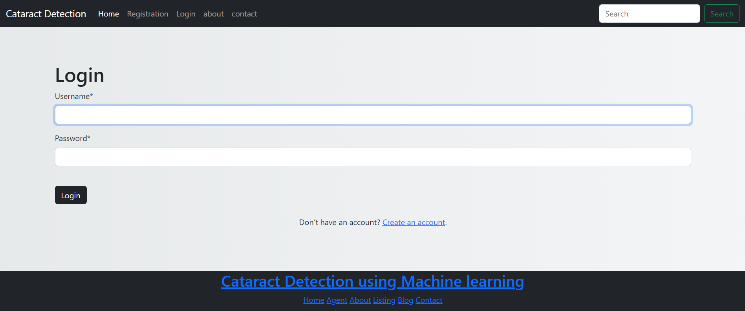 Cataract Detection Home Registration Login about contact Search Search
Login
Username*
Password*
Login
Don't have an account? Create an account.
Cataract Detection using Machine learning
Home Agent About Listing Blog Contact